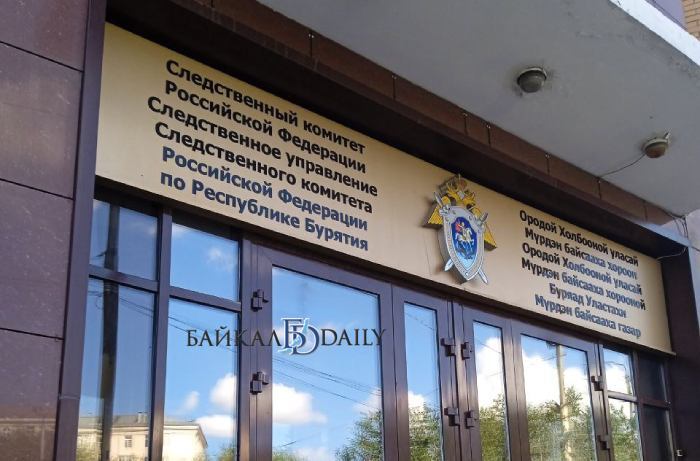 Следственный комитет
Российской Федерации
Следственное управление
Следственного комитета
Российской Федерации
по Республике Бурятия
Ородой Холбооной уласай
Мүрдэн байсааха хороон
Ородой Холбооной уласай
Мүрдэн байсааха хорооной
Буряад Уластахи
Мүрдэн байсааха газар
БАЙКАЛ DAILY